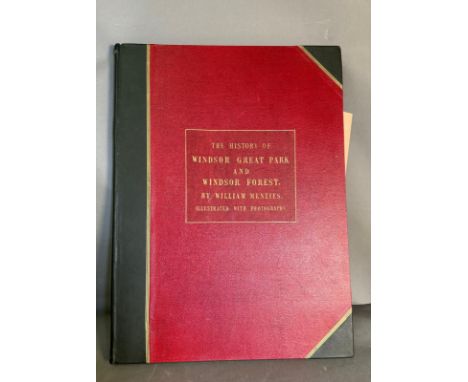 THE HISTORY OF
WINDSOR GREAT PARK
AND
WINDSOR FOREST,
BY WILLIAM MENZIES.
ILLUSTRATED WITH PHOTOGRAPHS